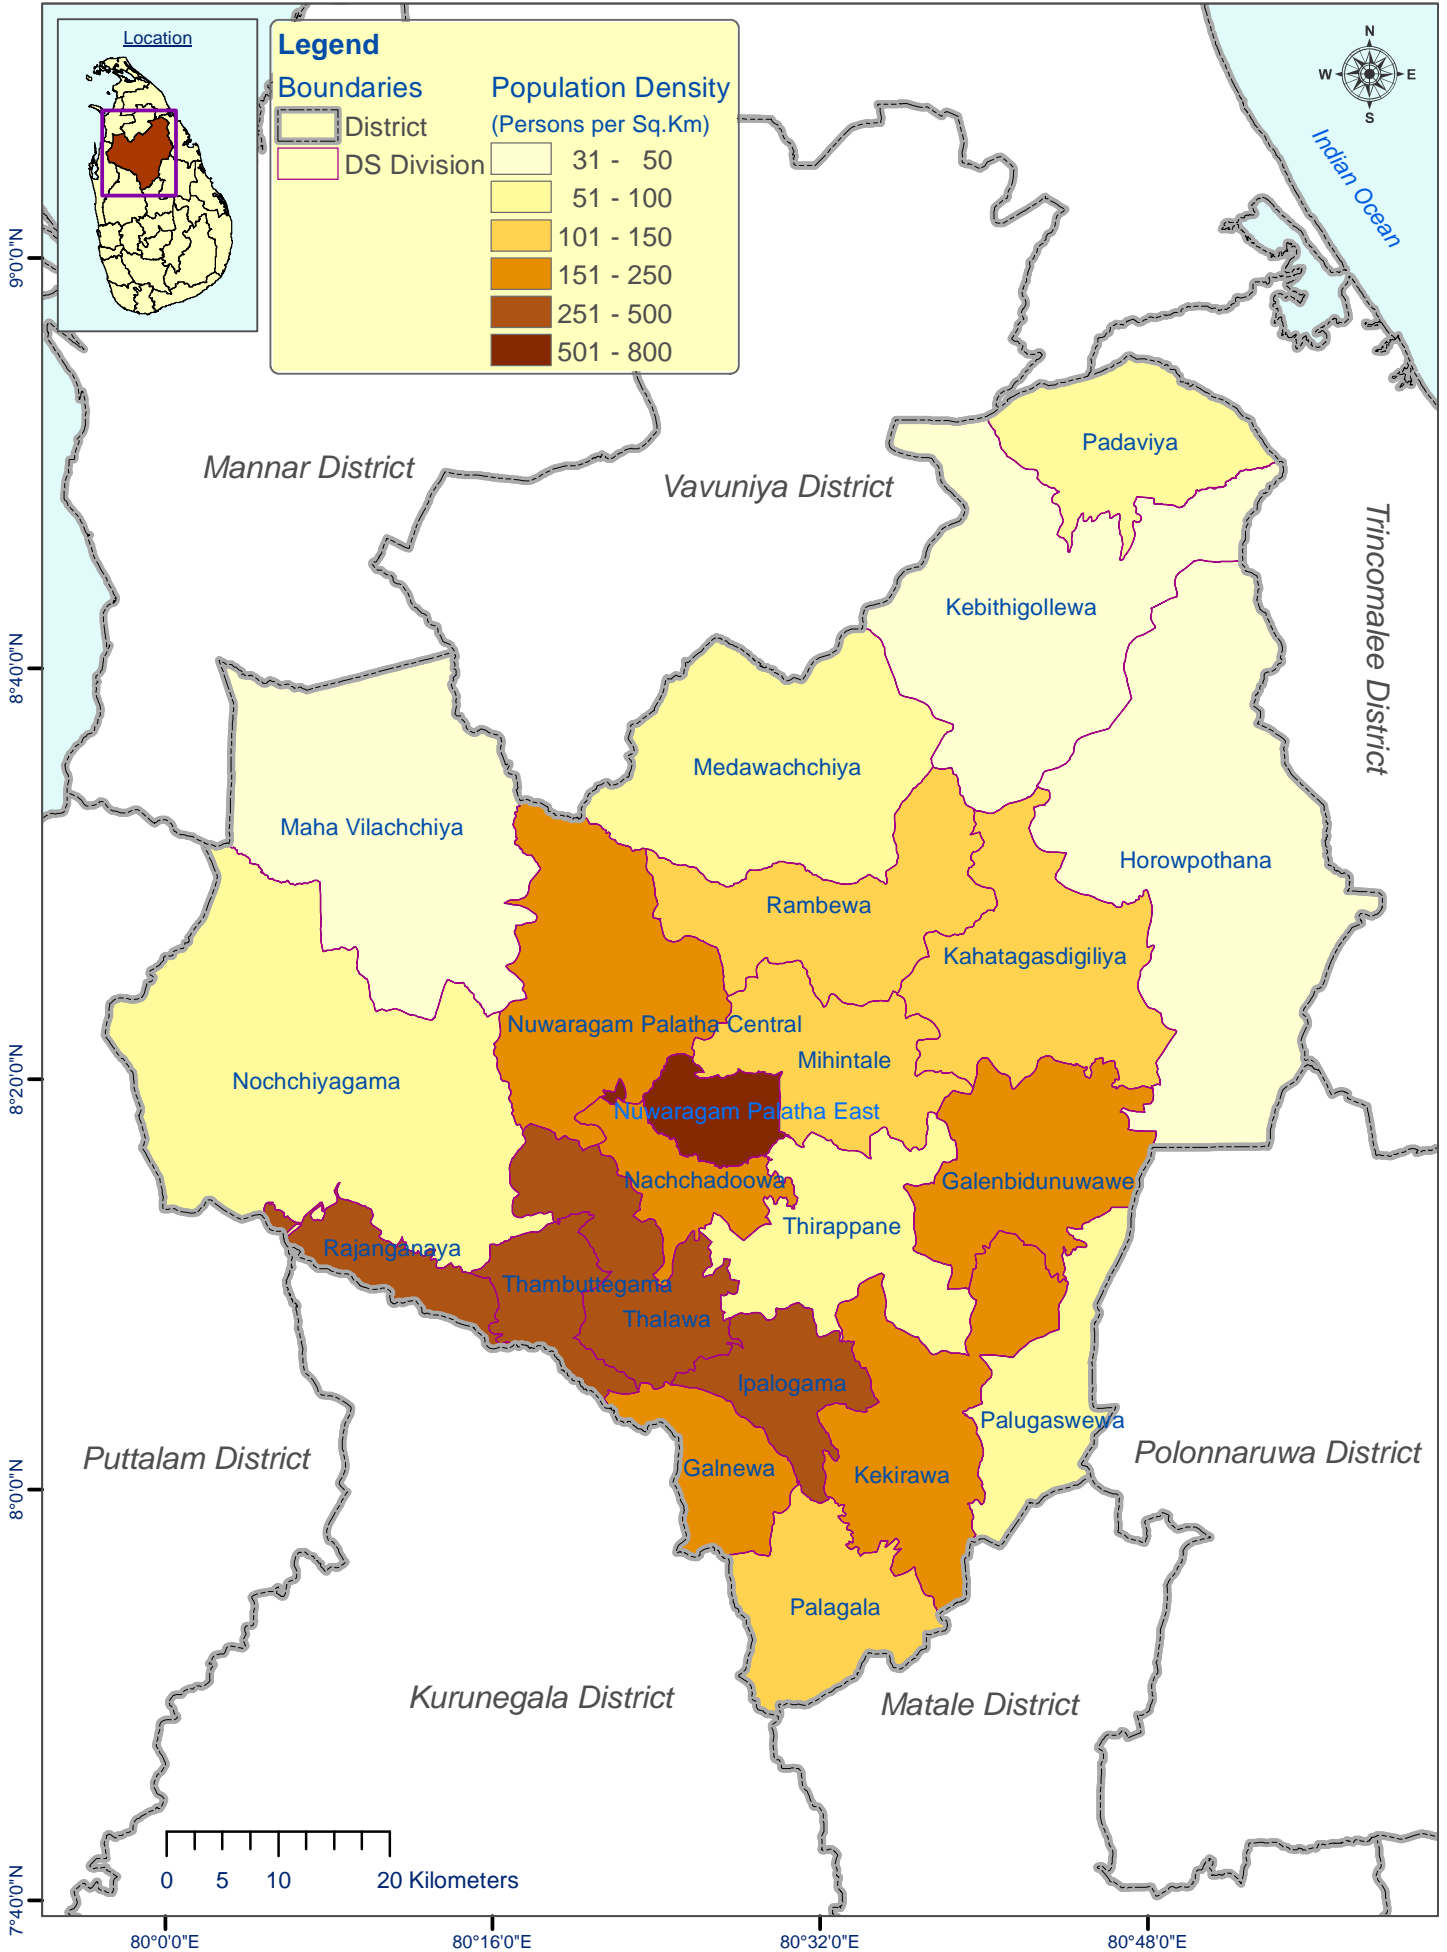 Location
Legend
Boundaries
District
DS Division
Population Density
(Persons per Sq.Km)
31 - 50
51 - 100
101 - 150
151 - 250
251 - 500
501 - 800
N
W
E
S
Indian Ocean
Mannar District
Vavuniya District
Trincomalee District
Padaviya
Kebithigollewa
Medawachchiya
Maha Vilachchiya
Horowpothana
Rambewa
Kahatagasdigiliya
Nuwaragam Palatha Central
Mihintale
Nochchiyagama
Nuwaragam Palatha East
Nachchadoowa
Galenbidunuwawe
Thirappane
Rajanganaya
Thambuttegama
Thalawa
Ipalogama
Palugaswewa
Galnewa
Kekirawa
Palagala
Puttalam District
Polonnaruwa District
Kurunegala District
Matale District
0 5 10 20 Kilometers
9°0'0"N
8°40'0"N
8°20'0"N
8°0'0"N
7°40'0"N
80°0'0"E
80°16'0"E
80°32'0"E
80°48'0"E